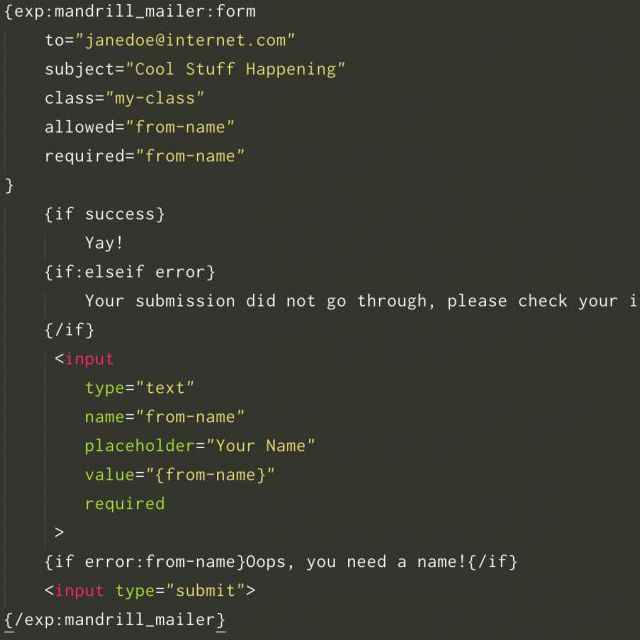 {exp:mandrill_mailer:form
to="janedoe@internet.com"
subject="Cool Stuff Happening"
class="my-class"
allowed="from-name"
required="from-name"
}
{if success}
Yay!
{if:elseif error}
Your submission did not go through, please check your i
{/if}
<input
type="text"
name="from-name"
placeholder="Your Name"
value="{from-name}"
required
>
{if error:from-name}Oops, you need a name!{/if}
<input type="submit">
{/exp:mandrill_mailer}